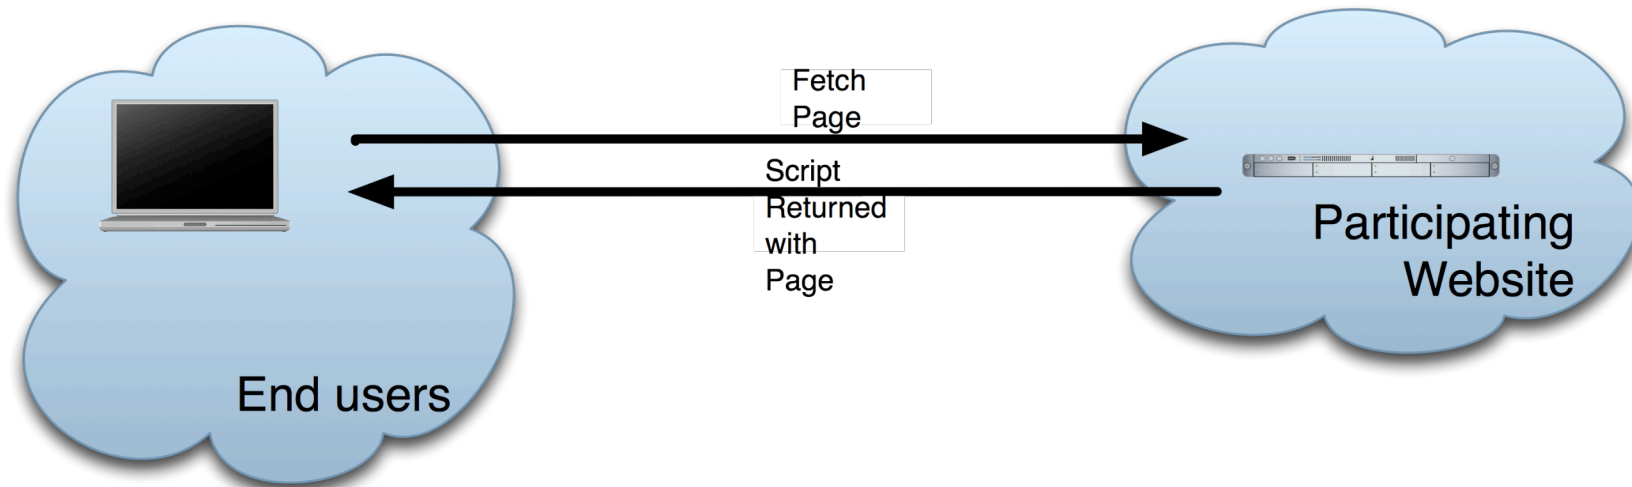 Fetch
Page
Script
Returned
with
Page
Participating
Website
End users